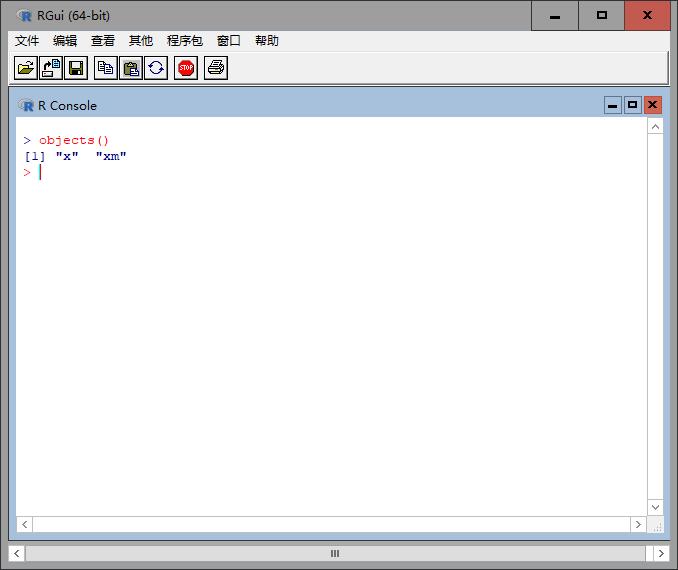 RGui (64-bit)
文件 编辑 查看 其他 程序包 窗口 帮助
STOP
R Console
> objects()
[1] "x"  "xm"
>